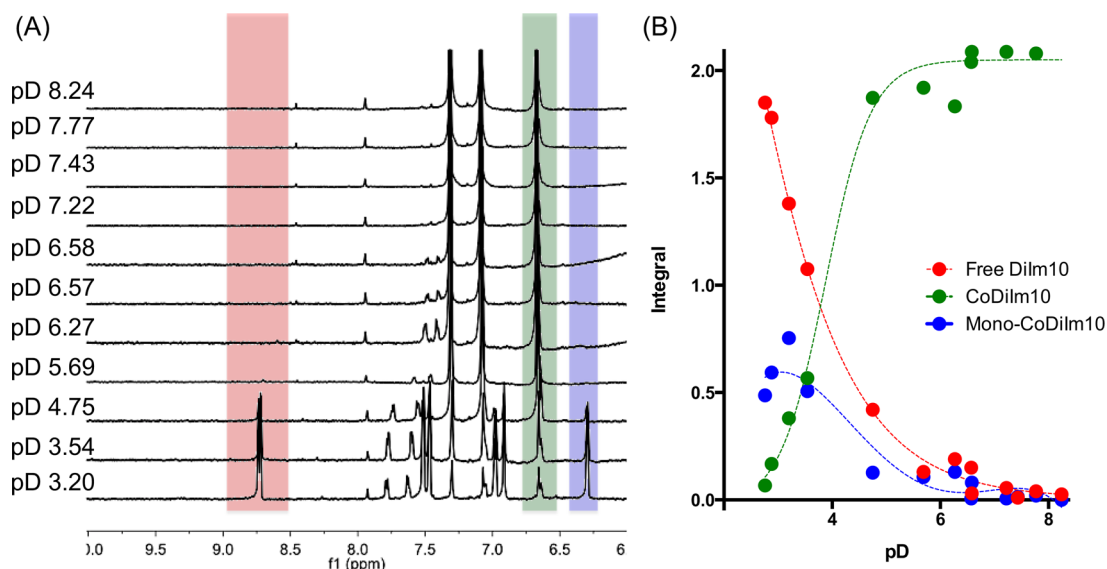 (A)
pD 8.24
pD 7.77
pD 7.43
pD 7.22
pD 6.58
pD 6.57
pD 6.27
pD 5.69
pD 4.75
pD 3.54
pD 3.20
0.0 9.5 9.0 8.5 8.0 7.5 7.0 6.5 6
f1 (ppm)
(B)
Integral
2.0
1.5
1.0
0.5
0.0
Free DiIm10
CoDiIm10
Mono-CoDiIm10
4 6 8
pD